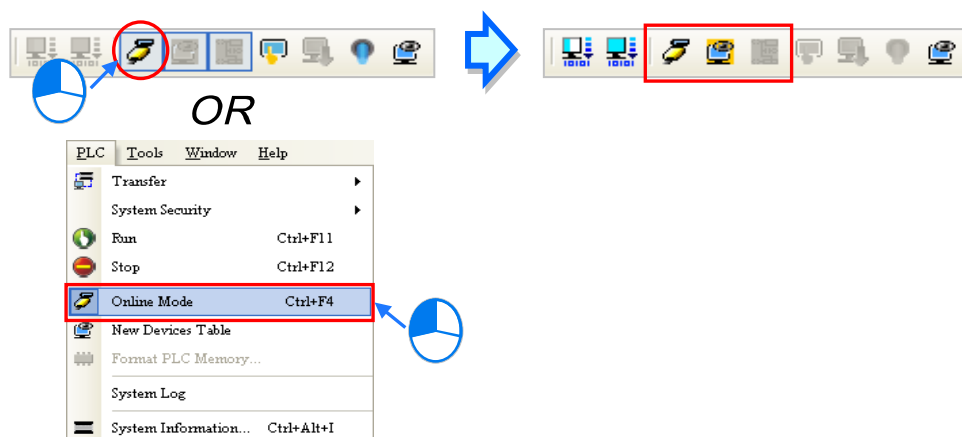 OR
PLC Tools Window Help
Transfer
System Security
Run Ctrl+F11
Stop Ctrl+F12
Online Mode Ctrl+F4
New Devices Table
Format PLC Memory...
System Log
System Information... Ctrl+Alt+I